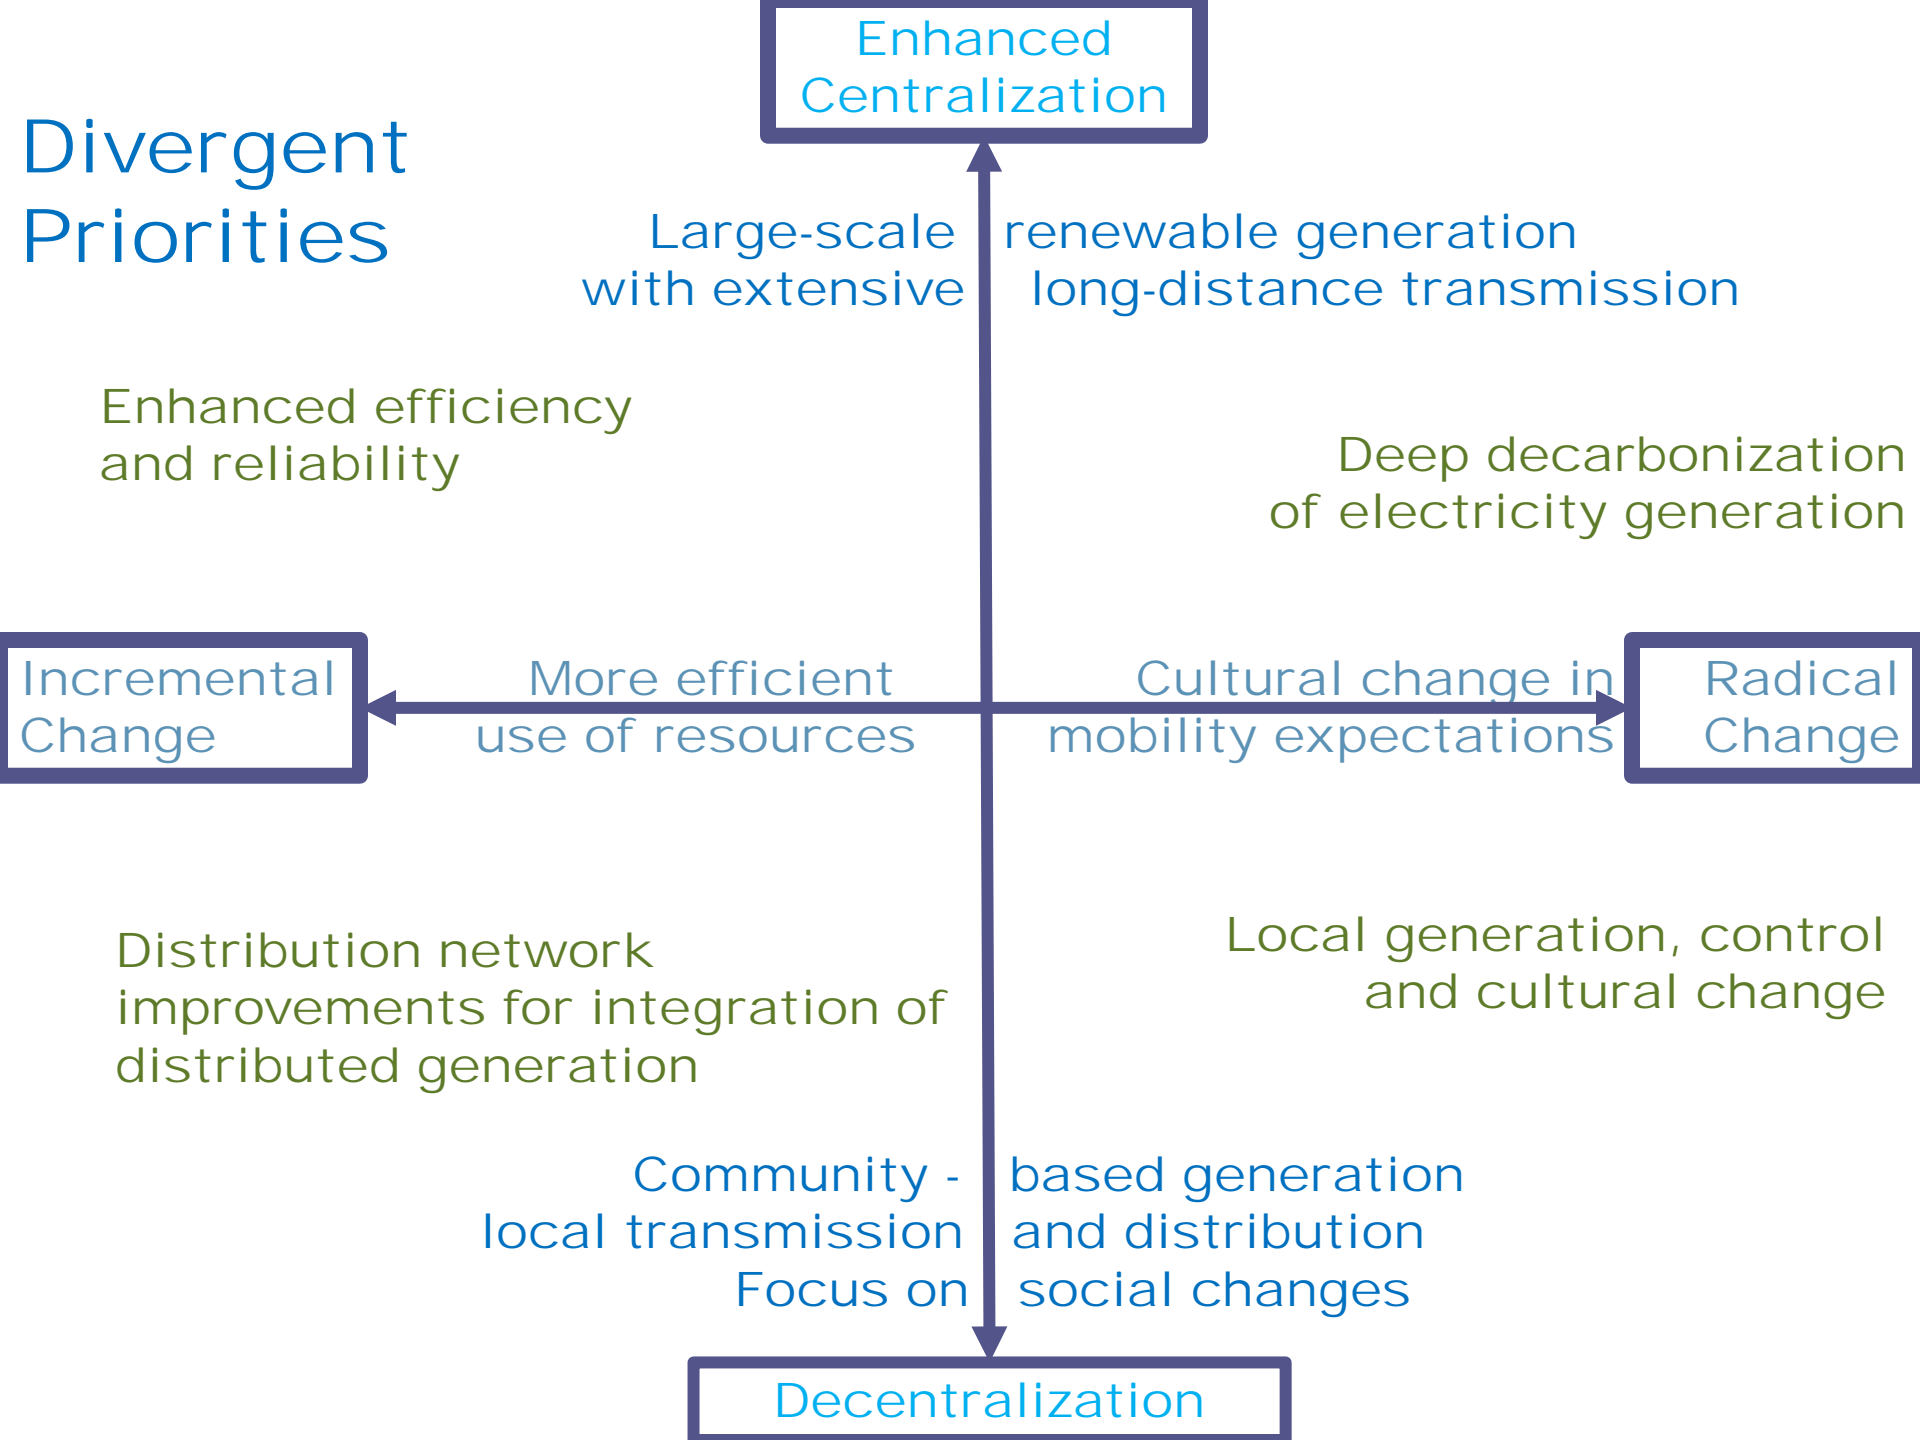 Enhanced
Centralization
Divergent
Priorities
Large-scale renewable generation
with extensive long-distance transmission
Enhanced efficiency
and reliability
Deep decarbonization
of electricity generation
Incremental
Change
More efficient
use of resources
Cultural change in
mobility expectations
Radical
Change
Distribution network
improvements for integration of
distributed generation
Local generation, control
and cultural change
Community - based generation
local transmission and distribution
Focus on social changes
Decentralization